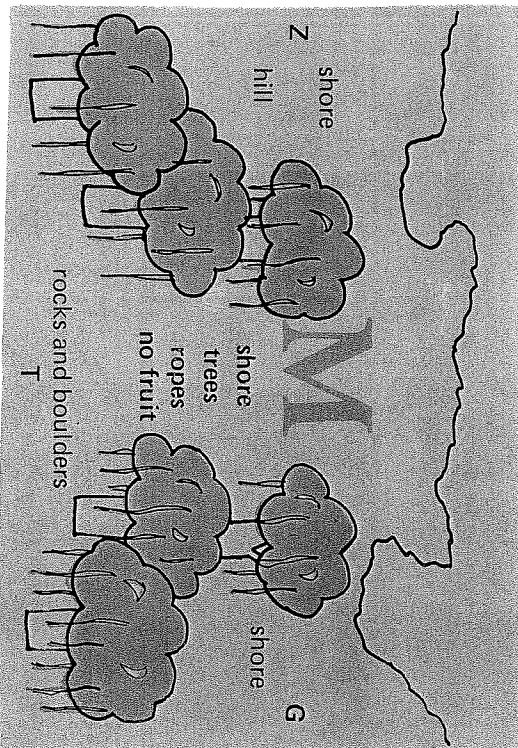 shore
Z
hill
M
shore
G
shore
trees
ropes
no fruit
rocks and boulders
T